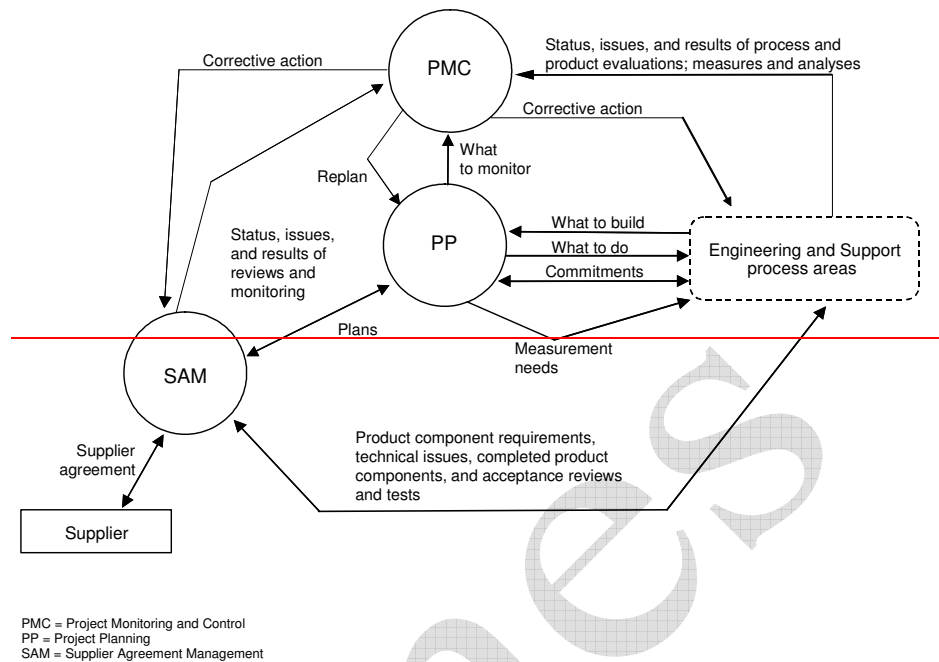 Status, issues, and results of process and
product evaluations; measures and analyses
Corrective action
PMC
Corrective action
What
to monitor
Replan
Status, issues,
and results of
reviews and
monitoring
PP
What to build
What to do
Commitments
Engineering and Support
process areas
Plans
Measurement
needs
SAM
Supplier
agreement
Product component requirements,
technical issues, completed product
components, and acceptance reviews
and tests
Supplier
PMC = Project Monitoring and Control
PP = Project Planning
SAM = Supplier Agreement Management
es